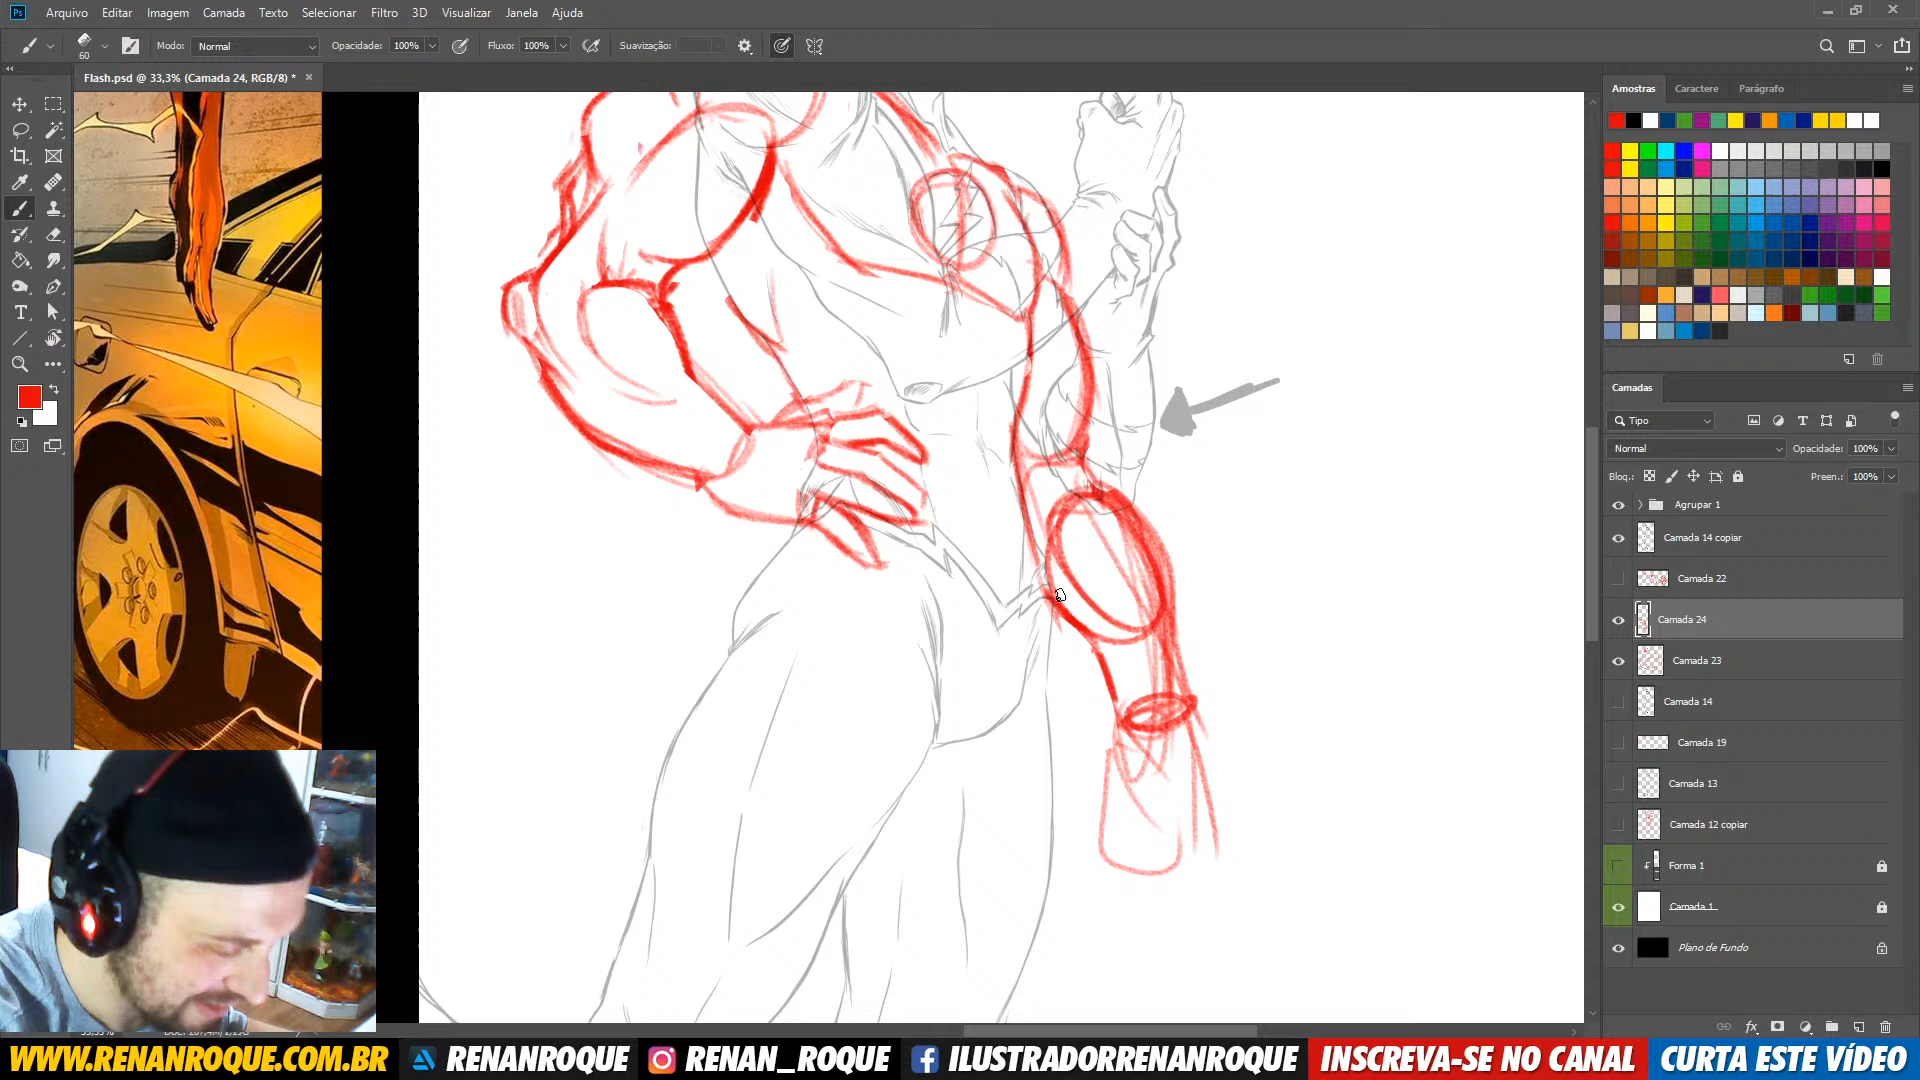 Ps Arquivo Editar Imagem Camada Texto Selecionar Filtro 3D Visualizar Janela Ajuda
60 Modo: Normal Opacidade: 100% Fluxo: 100% Suavização:
Flash.psd @ 33,3% (Camada 24, RGB/8) * ×
Amostras Caractere Parágrafo
Camadas
Tipo
Normal Opacidade: 100%
Bloq.: Preen.: 100%
Agrupar 1
Camada 14 copiar
Camada 22
Camada 24
Camada 23
Camada 14
Camada 19
Camada 13
Camada 12 copiar
Forma 1
Camada 1
Plano de Fundo
WWW.RENANROQUE.COM.BR RENANROQUE RENAN_ROQUE ILUSTRADORRENANROQUE INSCREVA-SE NO CANAL CURTA ESTE VÍDEO